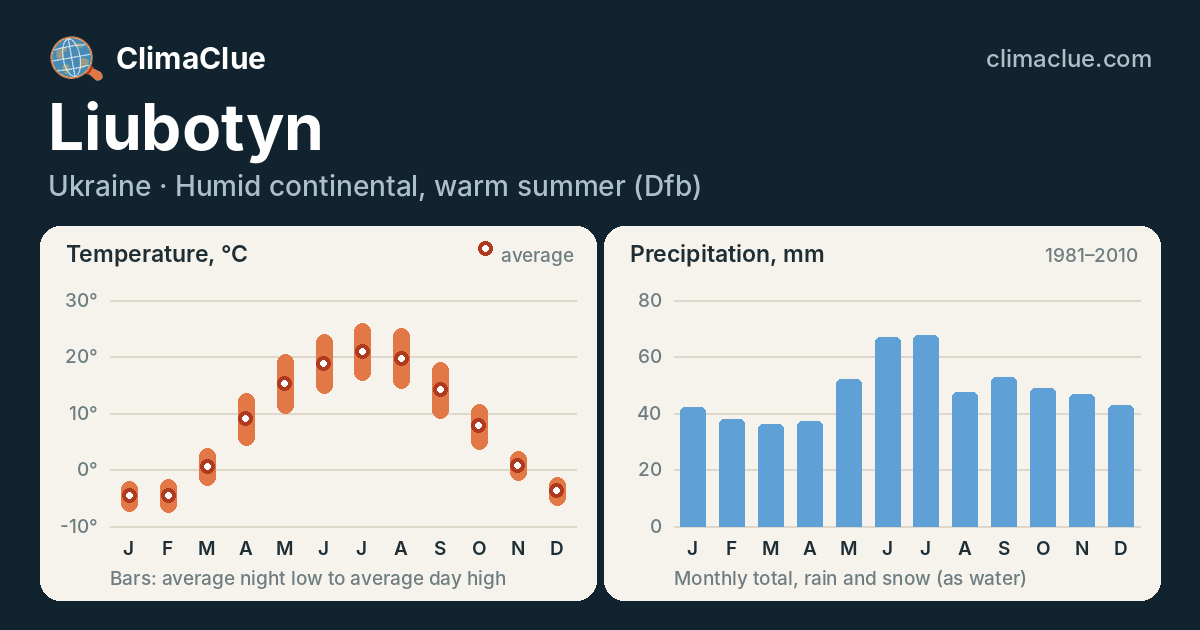 ClimaClue
climaclue.com
Liubotyn
Ukraine · Humid continental, warm summer (Dfb)
Temperature, °C
average
30°
20°
10°
0°
-10°
J F M A M J J A S O N D
Bars: average night low to average day high
Precipitation, mm
1981–2010
80
60
40
20
0
J F M A M J J A S O N D
Monthly total, rain and snow (as water)